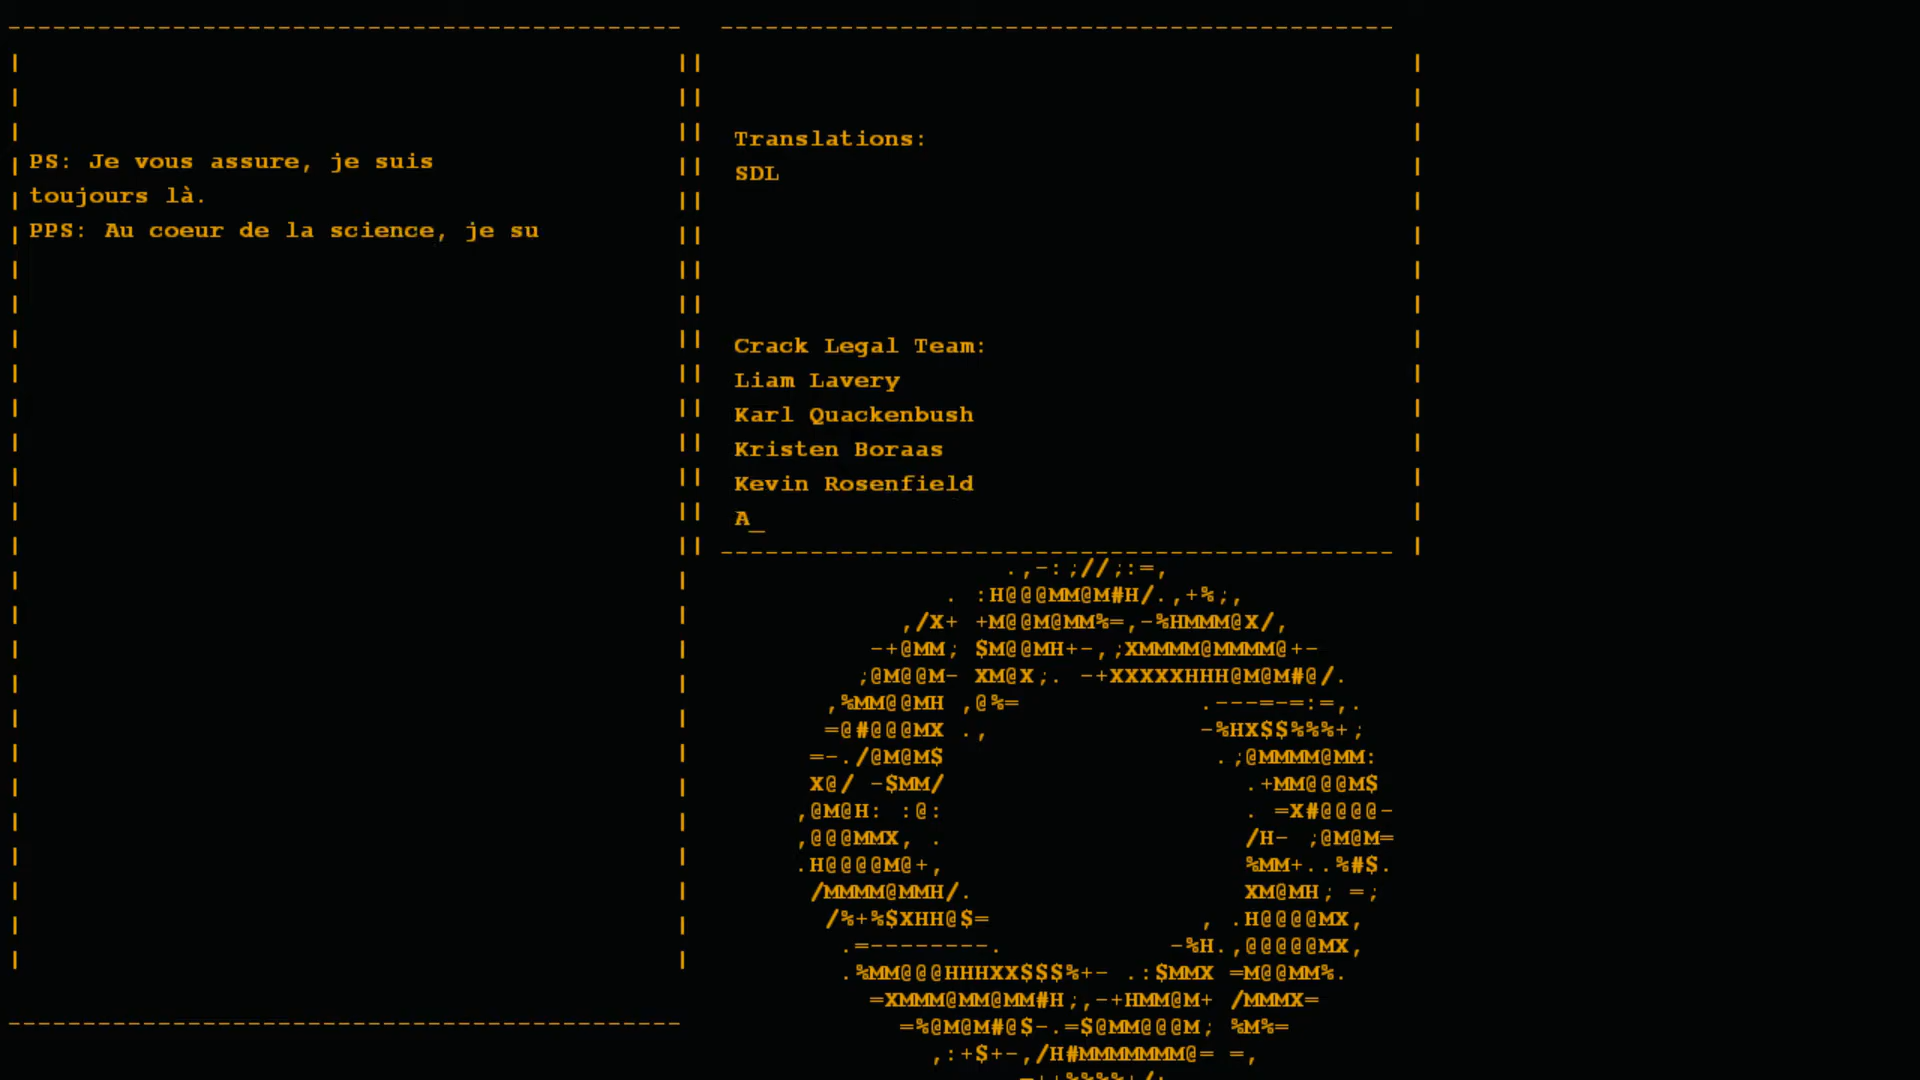 PS: Je vous assure, je suis
toujours là.
PPS: Au coeur de la science, je su
Translations:
SDL
Crack Legal Team:
Liam Lavery
Karl Quackenbush
Kristen Boraas
Kevin Rosenfield
A_